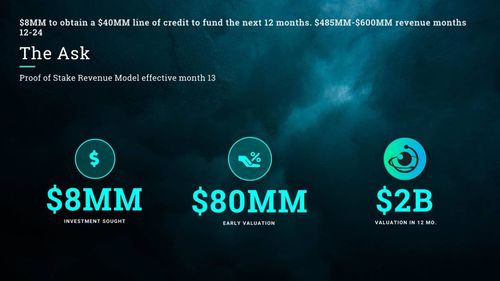 $8MM to obtain a $40MM line of credit to fund the next 12 months. $485MM-$600MM revenue months
12-24
The Ask
Proof of Stake Revenue Model effective month 13
$
%
$8MM
$80MM
$2B
INVESTMENT SOUGHT
EARLY VALUATION
VALUATION IN 12 MO.